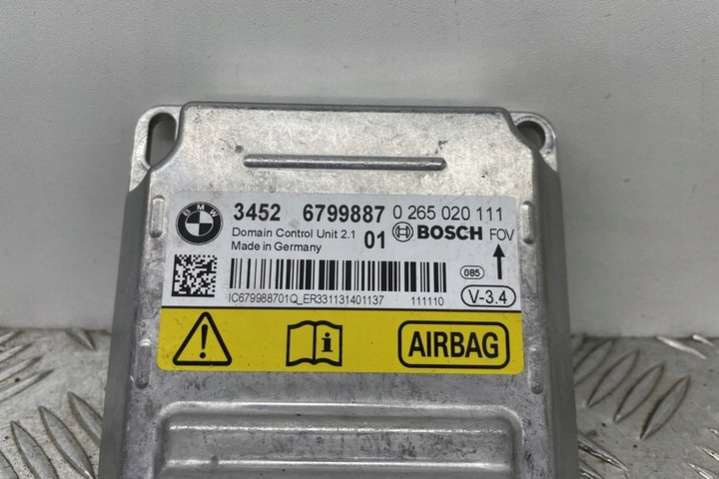 BMW
3452 6799887 0 265 020 111
Domain Control Unit 2.1 01 BOSCH FOV
Made in Germany
085
V-3.4
IC679988701Q_ER331131401137 111110
AIRBAG